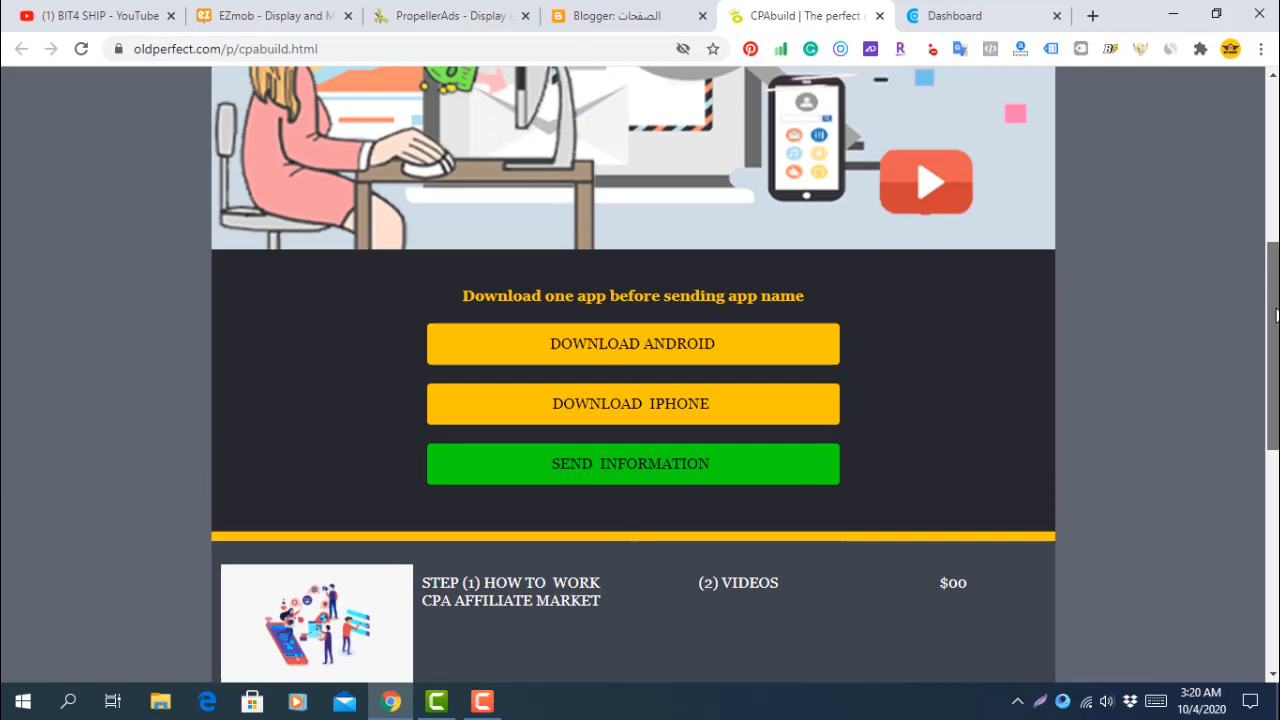 (1) BIT4 SHIP - YouTube
EZmob - Display and M
PropellerAds - Display a
Blogger: الصفحات
CPAbuild | The perfect c
Dashboard
oldperfect.com/p/cpabuild.html
Download one app before sending app name
DOWNLOAD ANDROID
DOWNLOAD IPHONE
SEND INFORMATION
STEP (1) HOW TO WORK
CPA AFFILIATE MARKET
(2) VIDEOS
$00
3:20 AM
10/4/2020